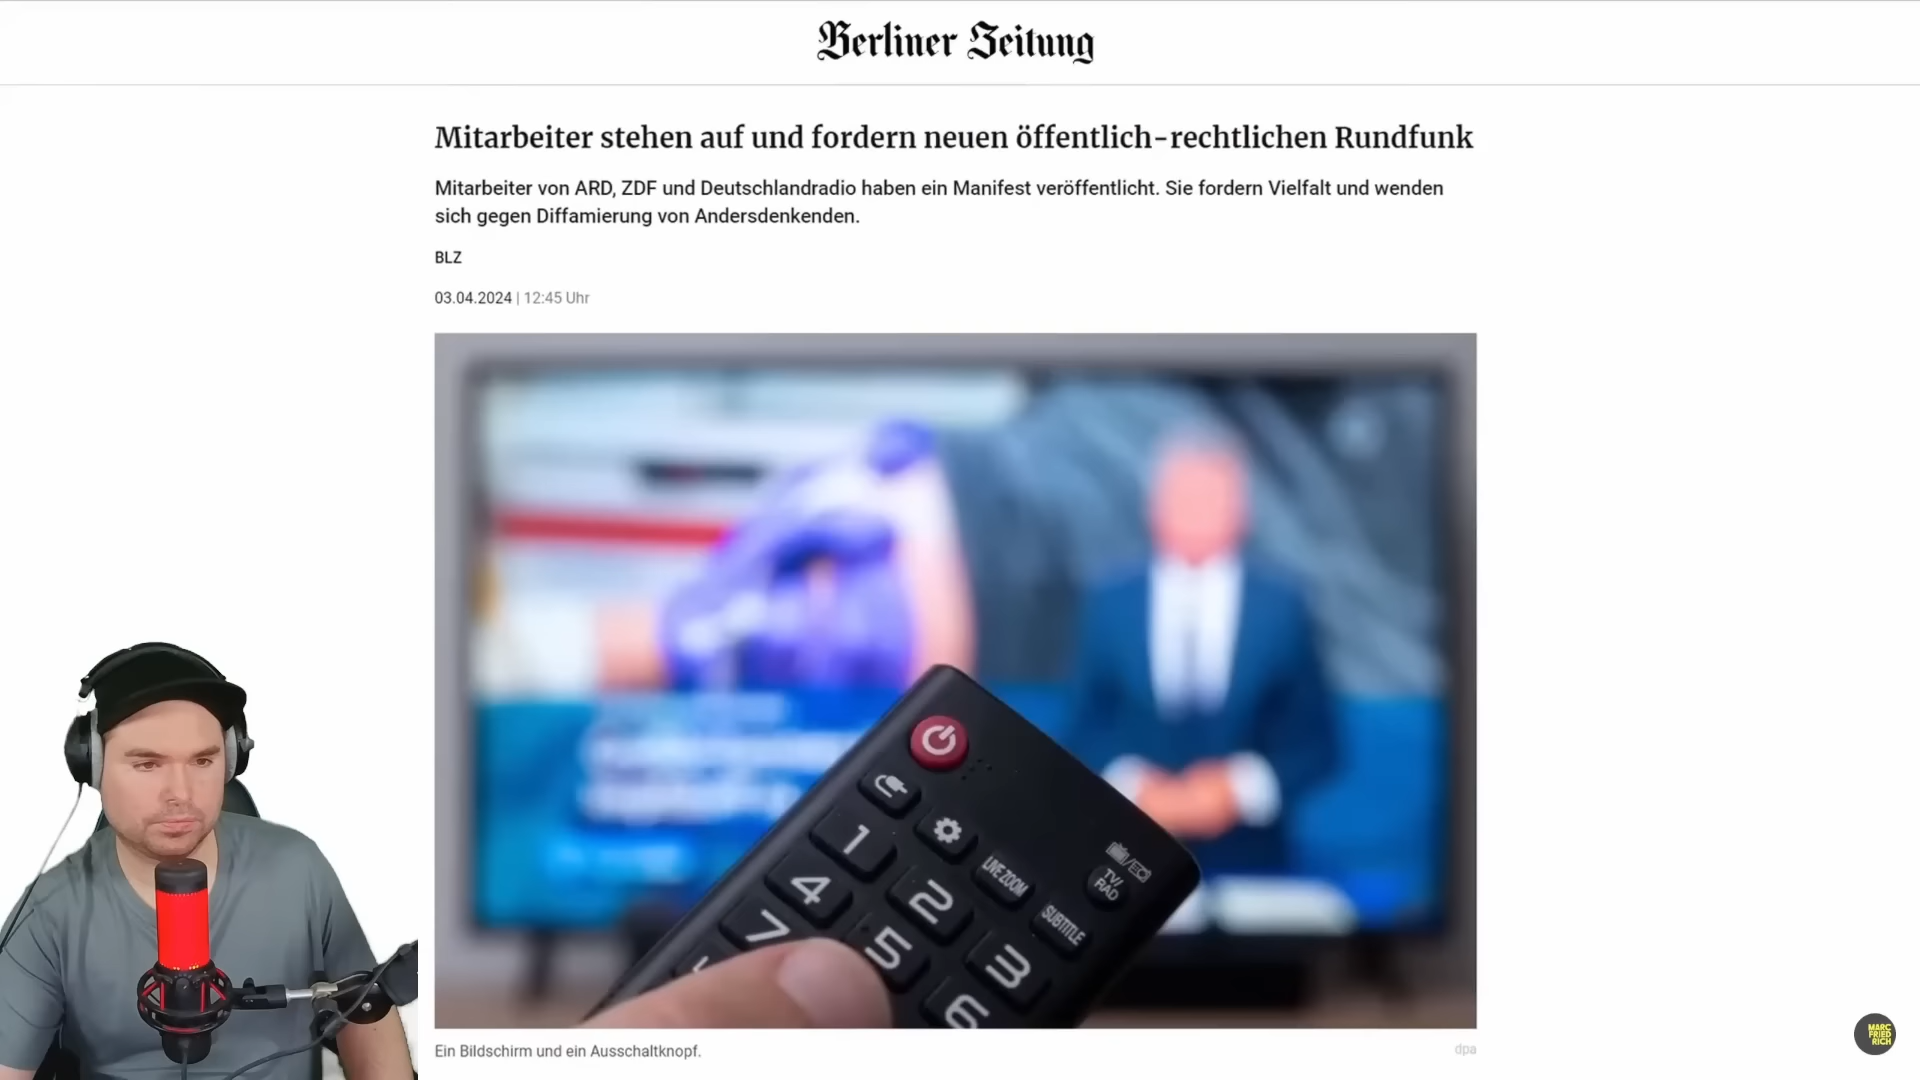 Berliner Zeitung
Mitarbeiter stehen auf und fordern neuen öffentlich-rechtlichen Rundfunk
Mitarbeiter von ARD, ZDF und Deutschlandradio haben ein Manifest veröffentlicht. Sie fordern Vielfalt und wenden
sich gegen Diffamierung von Andersdenkenden.
BLZ
03.04.2024 | 12:45 Uhr
1
LIVE ZOOM
TV/
RAD
4
2
SUBTITLE
7
5
3
6
MARC
FRIED
RICH
Ein Bildschirm und ein Ausschaltknopf.
dpa